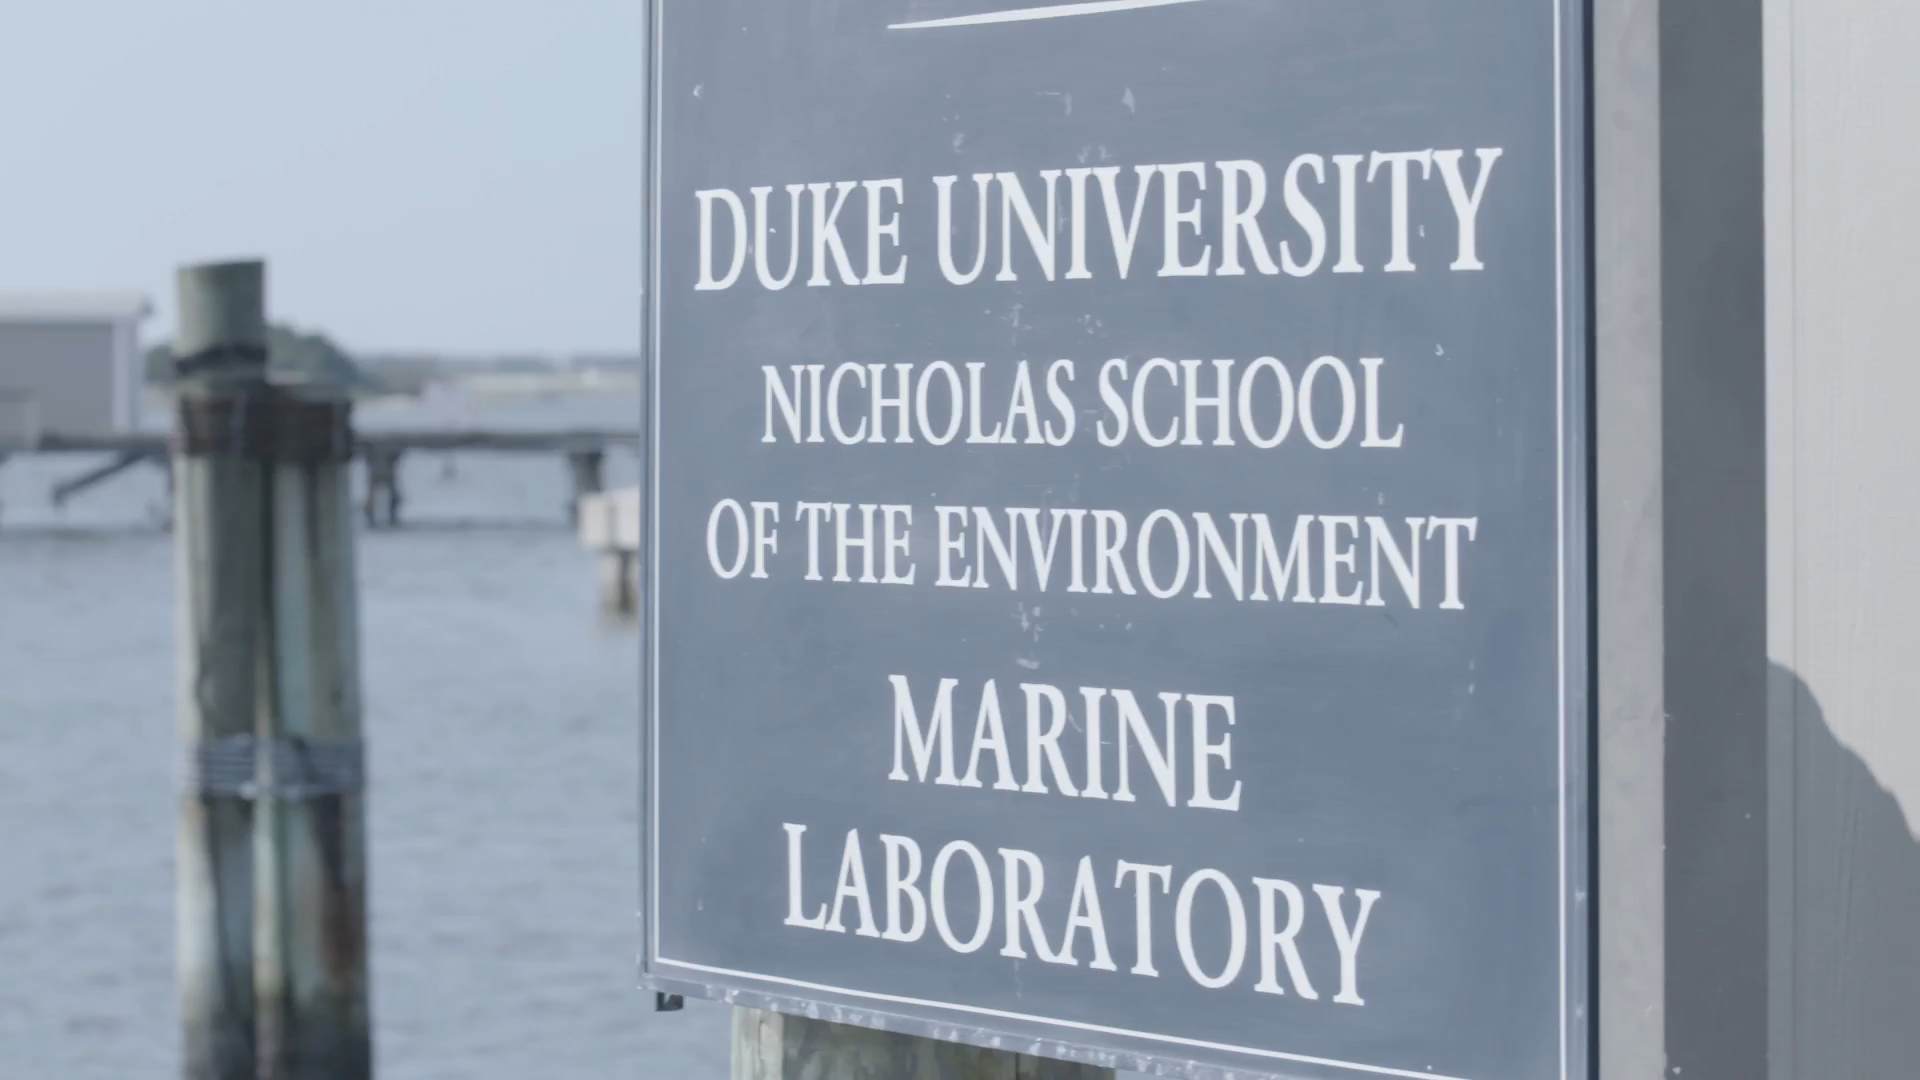 DUKE UNIVERSITY
NICHOLAS SCHOOL
OF THE ENVIRONMENT
MARINE
LABORATORY